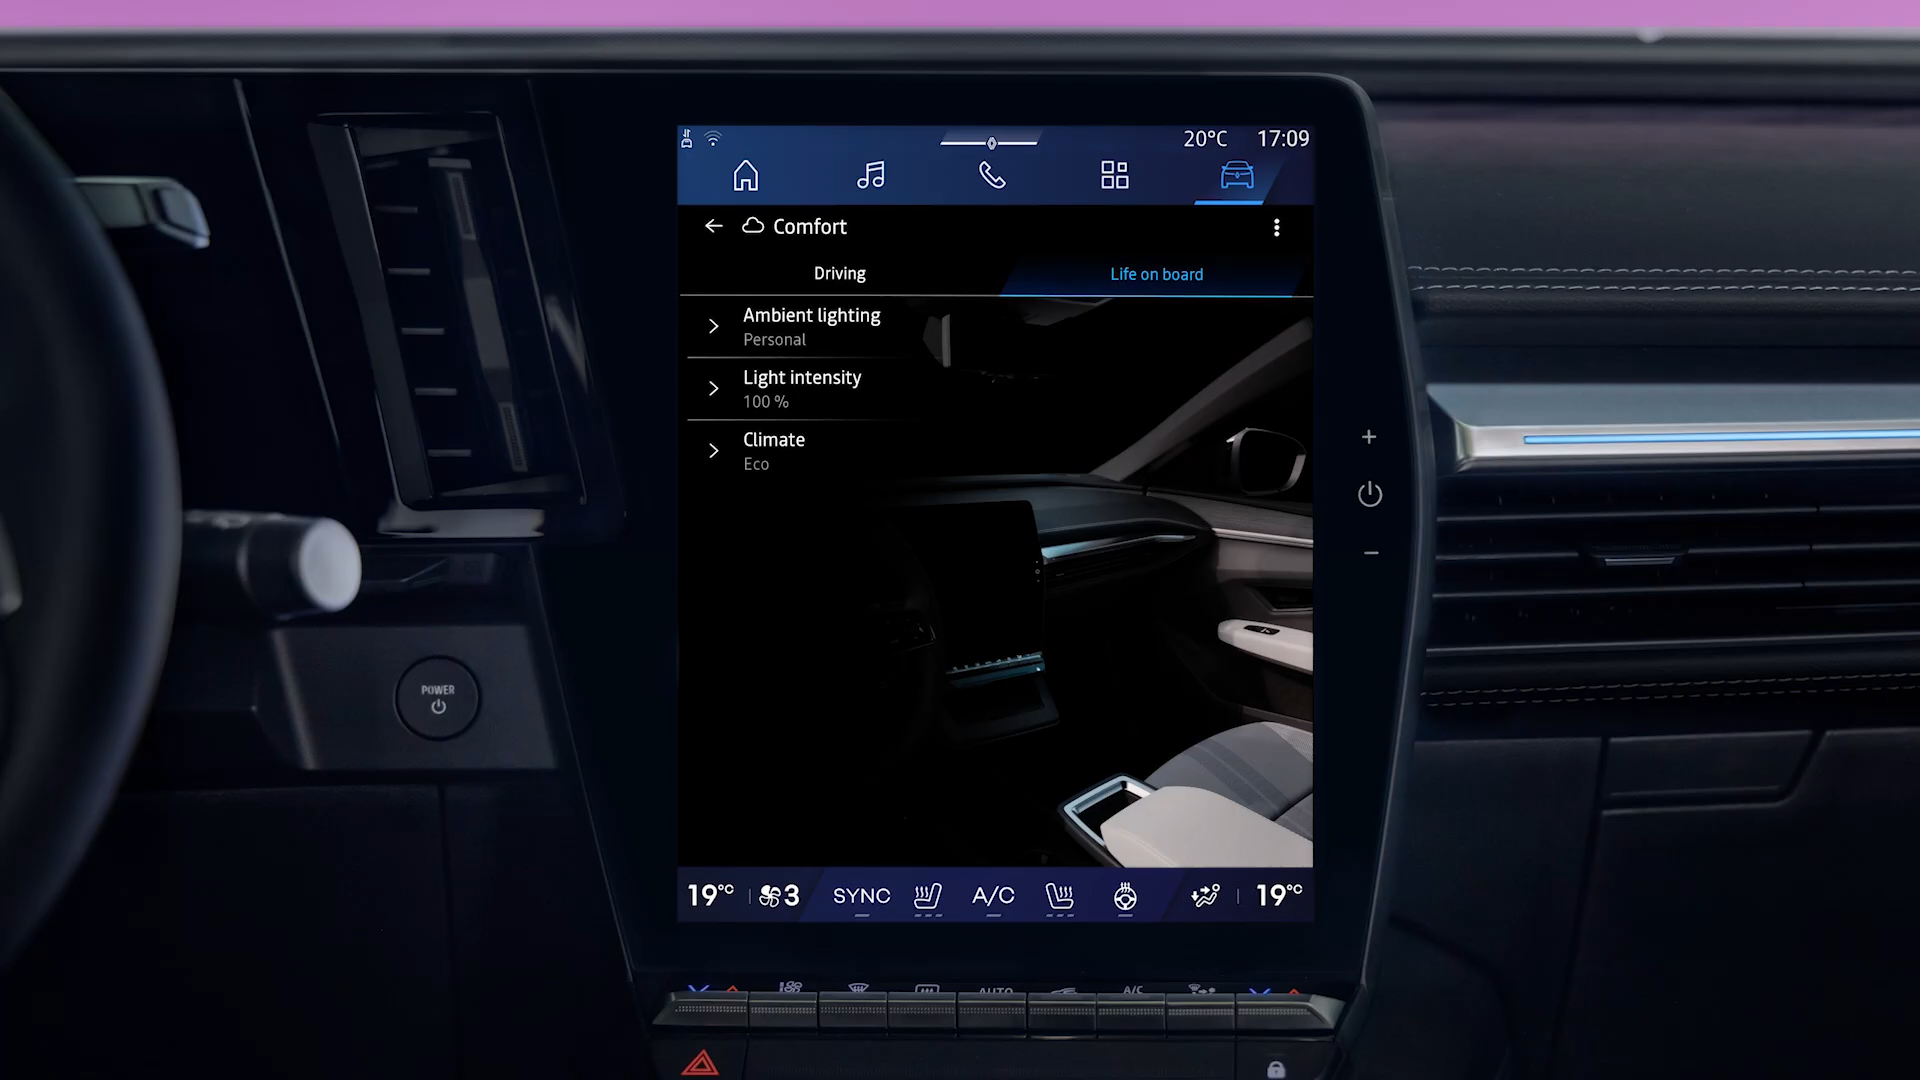 20°C 17:09
Comfort
Driving Life on board
Ambient lighting
Personal
Light intensity
100 %
Climate
Eco
POWER
19°C 3 SYNC A/C 19°C
AUTO A/C